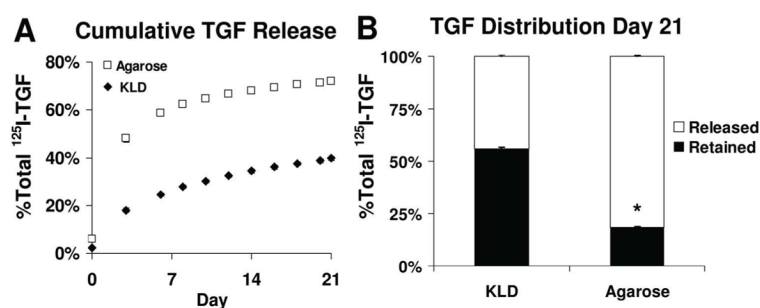 A Cumulative TGF Release
80%
60%
40%
20%
0%
%Total ¹²⁵I-TGF
Agarose
KLD
0 7 14 21
Day
B TGF Distribution Day 21
100%
75%
50%
25%
0%
%Total ¹²⁵I-TGF
*
KLD Agarose
Released
Retained